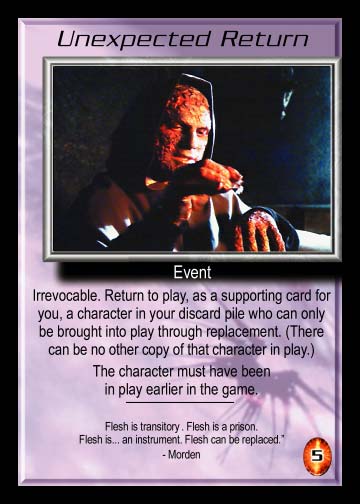 Unexpected Return
Event
Irrevocable. Return to play, as a supporting card for
you, a character in your discard pile who can only
be brought into play through replacement. (There
can be no other copy of that character in play.)
The character must have been
in play earlier in the game.
Flesh is transitory . Flesh is a prison.
Flesh is... an instrument. Flesh can be replaced.”
- Morden
5